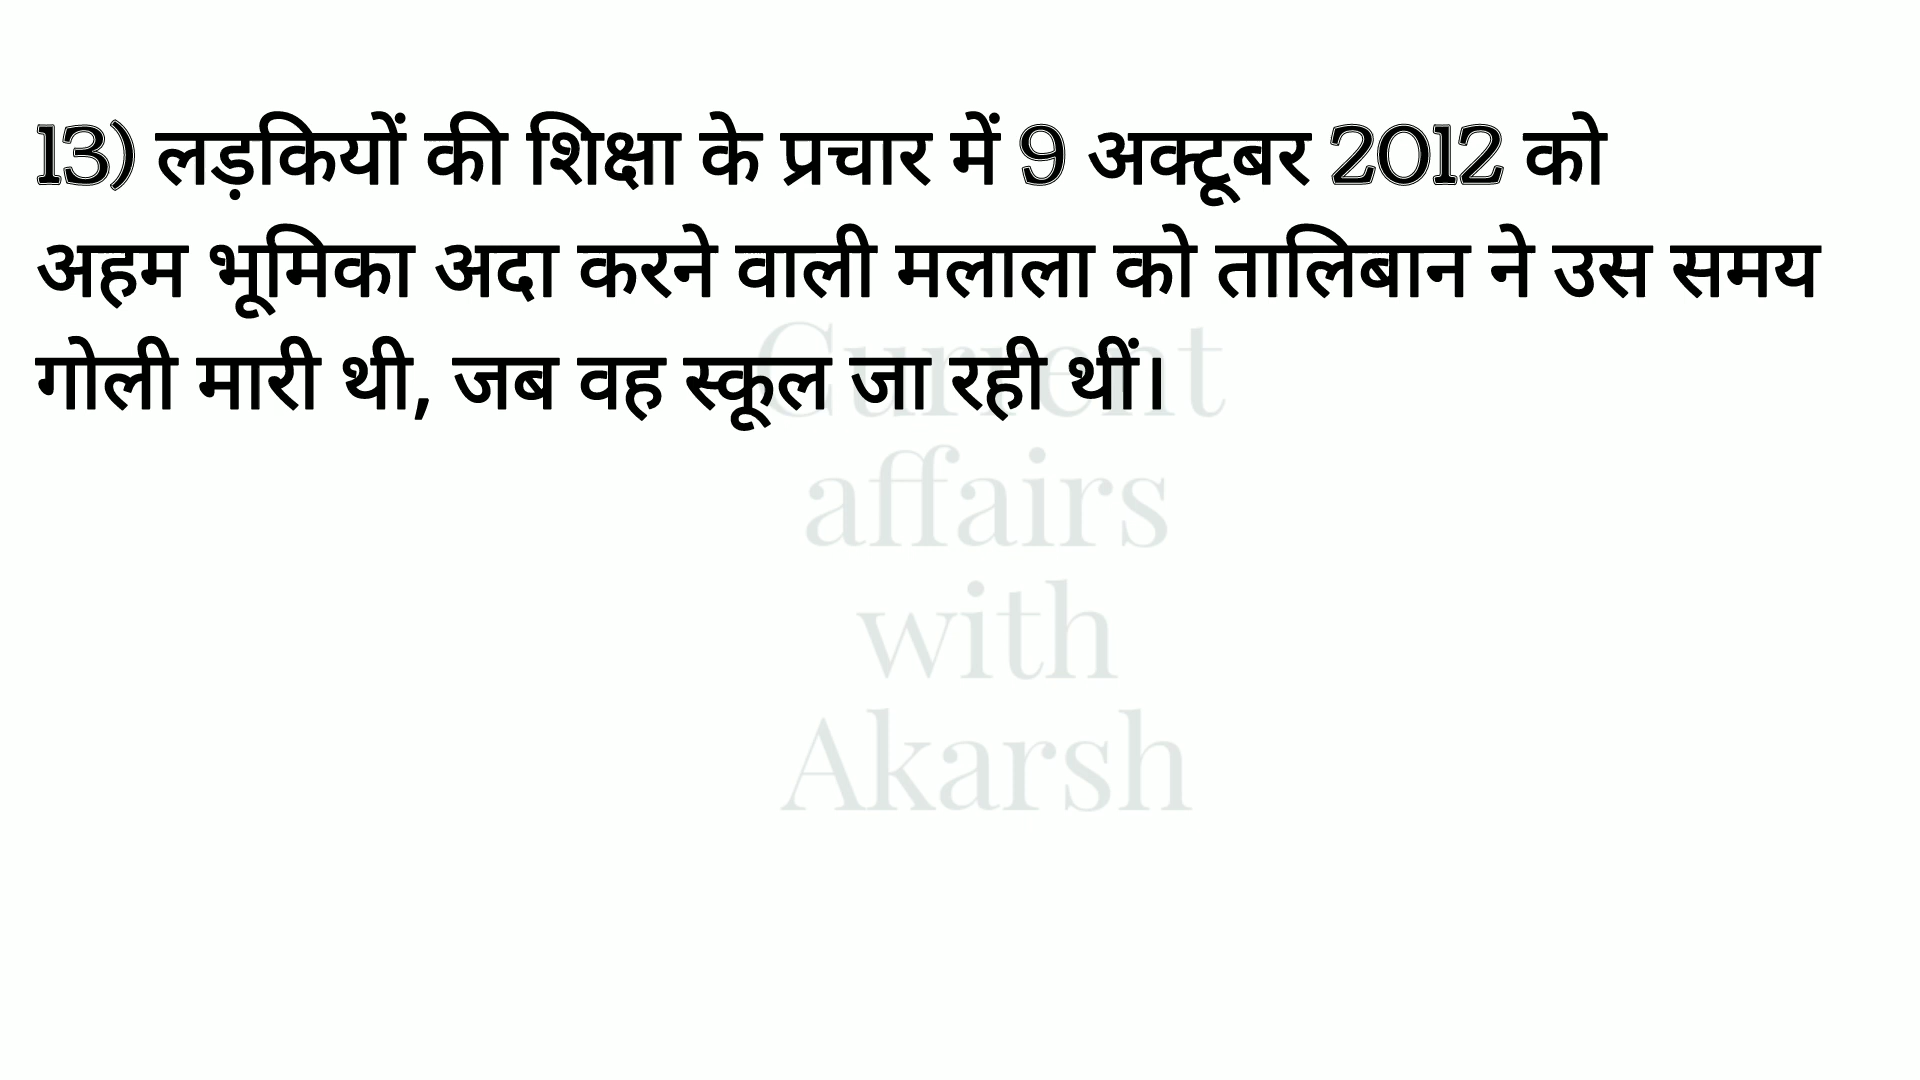 13) लड़कियों की शिक्षा के प्रचार में 9 अक्टूबर 2012 को
अहम भूमिका अदा करने वाली मलाला को तालिबान ने उस समय
गोली मारी थी, जब वह स्कूल जा रही थीं।
Current
affairs
with
Akarsh